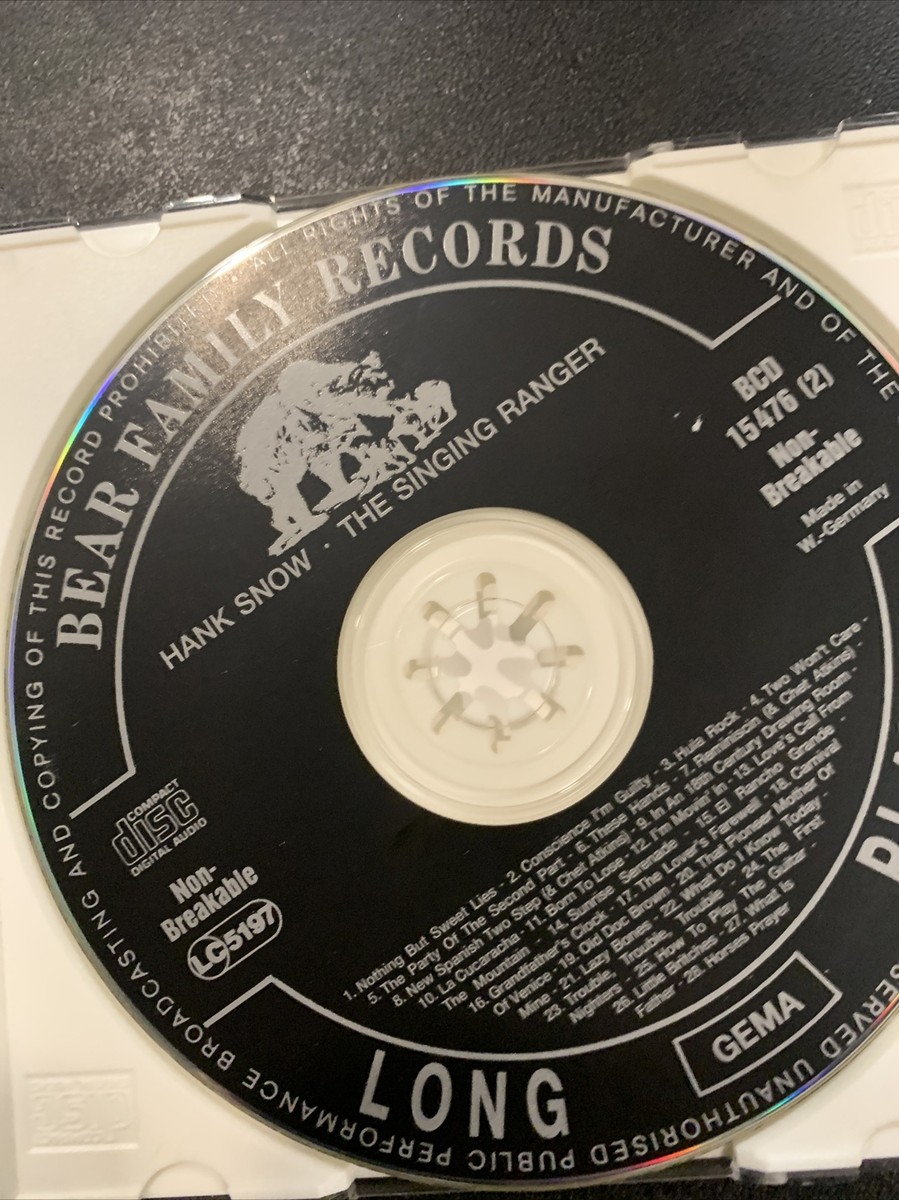 ALL RIGHTS OF THE MANUFACTURER AND OF THE
BEAR FAMILY RECORDS
HANK SNOW · THE SINGING RANGER
BCD
15476 (2)
Non-
Breakable
Made in
W.-Germany
COMPACT
disc
DIGITAL AUDIO
Non-
Breakable
LC 5197
1. Nothing But Sweet Lies - 2. Conscience I'm Guilty - 3. Hula Rock - 4. Two Won't Care -
5. The Party Of The Second Part - 6. These Hands - 7. Reminiscin (& Chet Atkins) -
8. New Spanish Two Step (& Chet Atkins) - 9. In An 18th Century Drawing Room -
10. La Cucaracha - 11. Born To Lose - 12. I'm Movin' In - 13. Love's Call From
The Mountain - 14. Sunrise Serenade - 15. El Rancho Grande -
16. Grandfather's Clock - 17. The Lover's Farewell - 18. Carnival
Of Venice - 19. Old Doc Brown - 20. That Pioneer Mother Of
Mine - 21. Lazy Bones - 22. What Do I Know Today -
23. Trouble, Trouble, Trouble - 24. The First
Nighters - 25. How To Play The Guitar -
26. Little Britches - 27. What Is
Father - 28. Horses Prayer
GEMA
LONG
PLA
SERVED UNAUTHORISED PUBLIC PERFORMANCE BROADCASTING AND COPYING OF THIS RECORD PROHIBITED